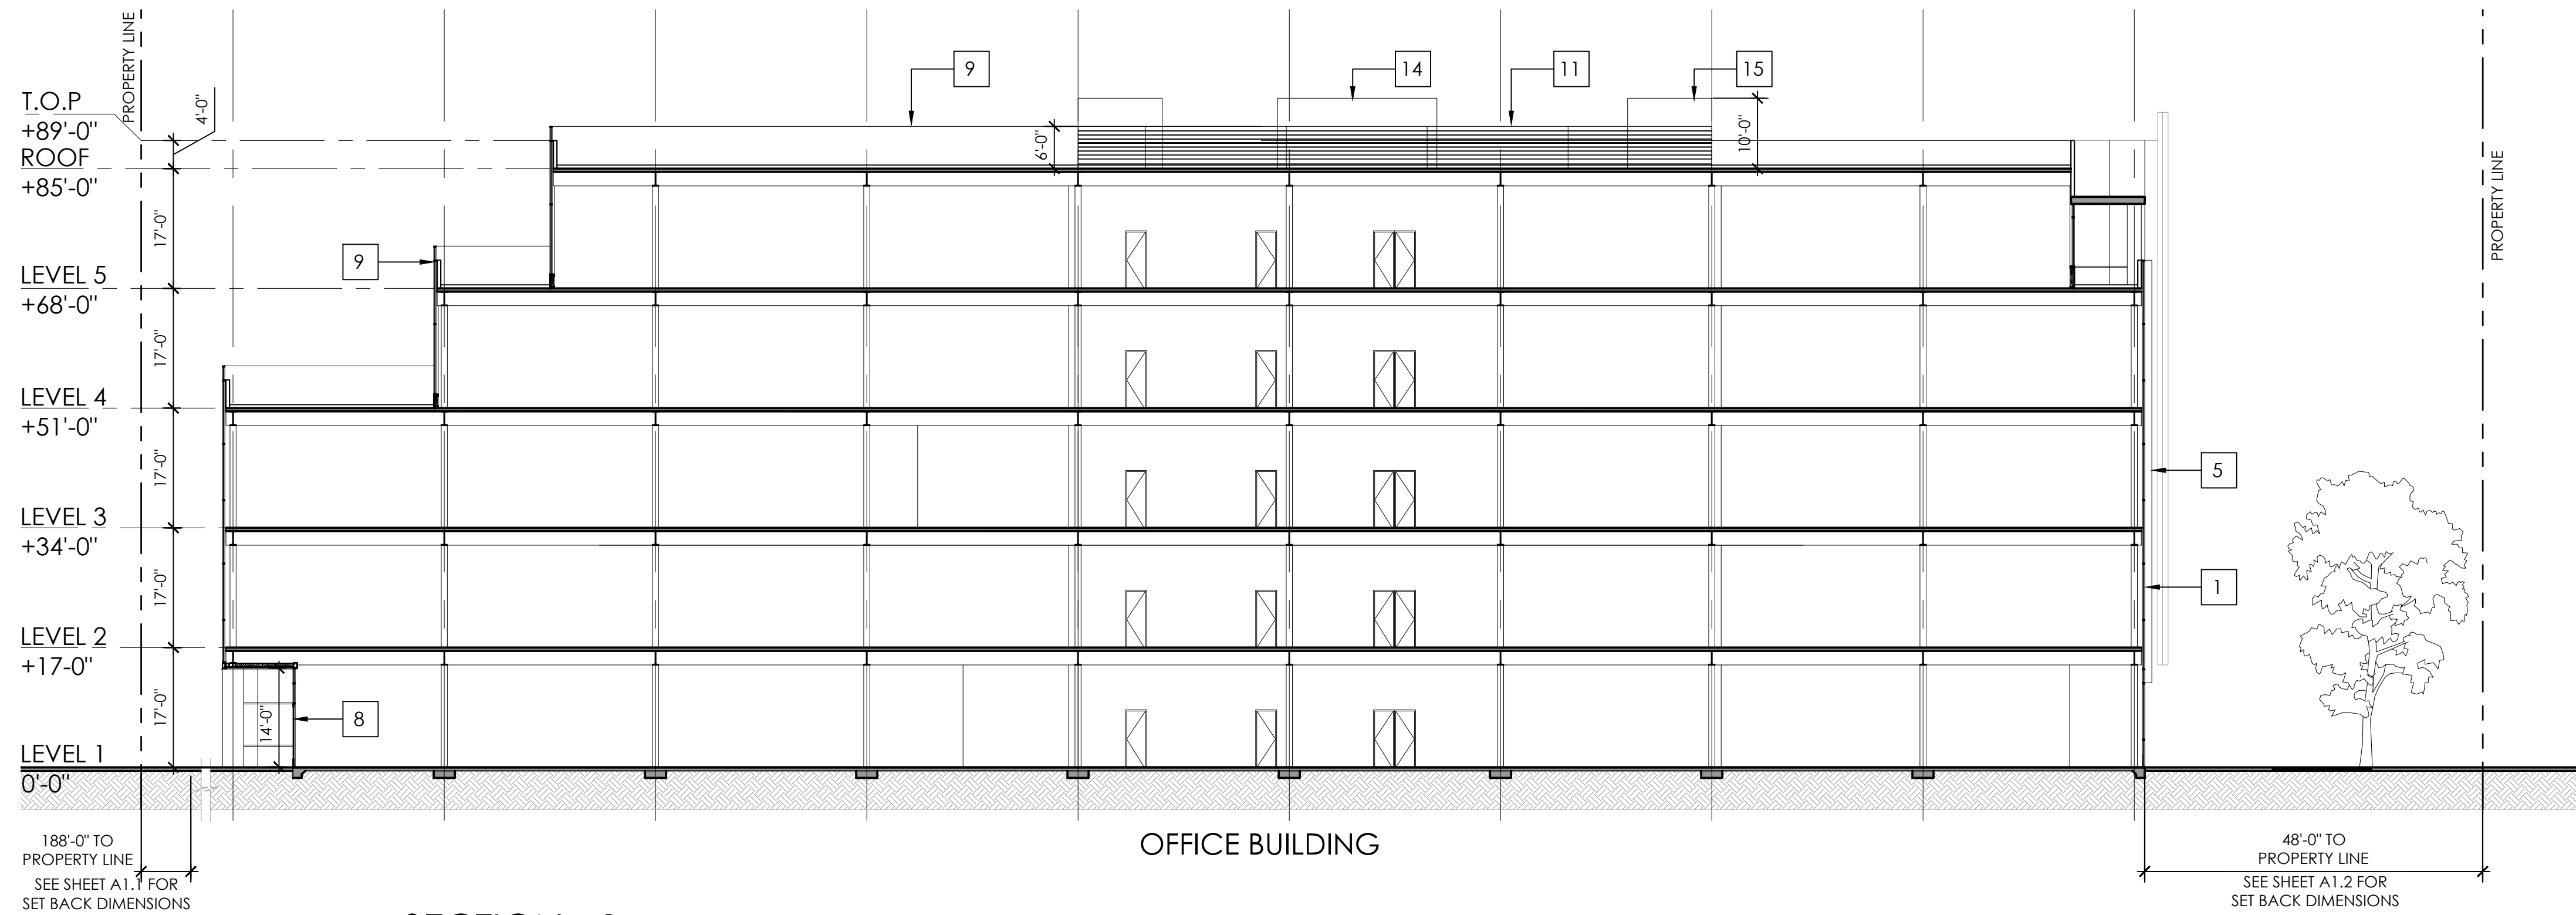 PROPERTY LINE
4'-0"
9
14
11
15
T.O.P
+89'-0"
ROOF
+85'-0"
6'-0"
10'-0"
PROPERTY LINE
17'-0"
9
LEVEL 5
+68'-0"
17'-0"
LEVEL 4
+51'-0"
17'-0"
5
LEVEL 3
+34'-0"
17'-0"
1
LEVEL 2
+17-0"
17'-0"
14'-0"
8
LEVEL 1
0'-0"
188'-0" TO
PROPERTY LINE
SEE SHEET A1.1 FOR
SET BACK DIMENSIONS
OFFICE BUILDING
48'-0" TO
PROPERTY LINE
SEE SHEET A1.2 FOR
SET BACK DIMENSIONS